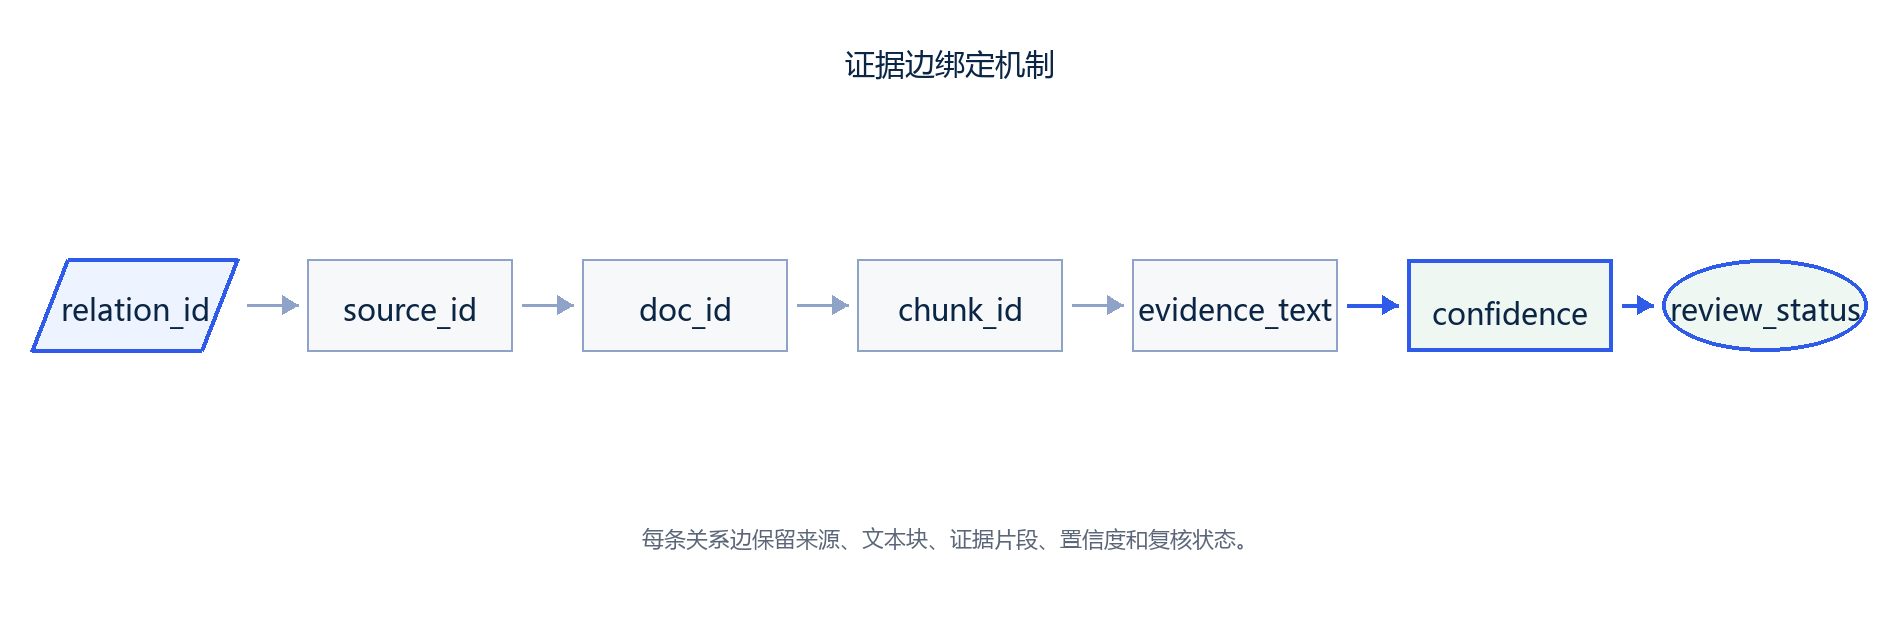 证据边绑定机制
relation_id
source_id
doc_id
chunk_id
evidence_text
confidence
review_status
每条关系边保留来源、文本块、证据片段、置信度和复核状态。